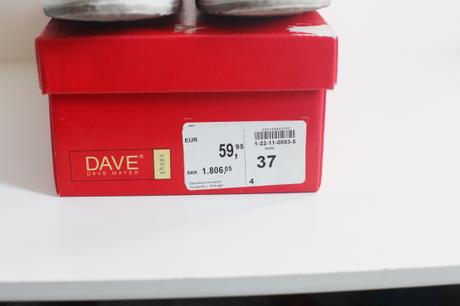 DAVE®
DAVE MAYER
shoes
EUR
59,95
SKK 1.806,05
1-22-11-0553-5
37
4